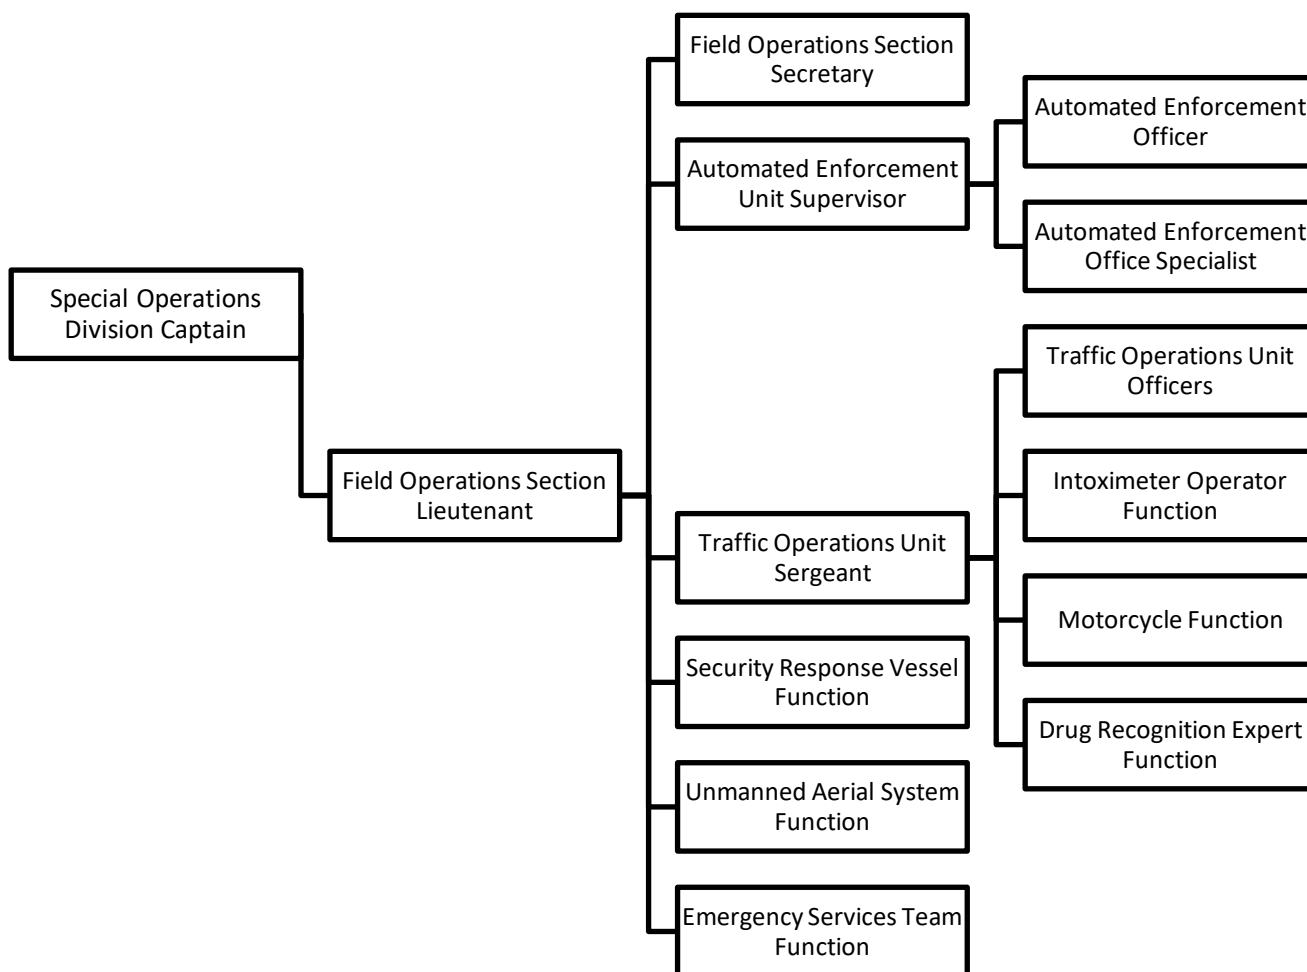 Field Operations Section
Secretary
Automated Enforcement
Officer
Automated Enforcement
Unit Supervisor
Automated Enforcement
Office Specialist
Special Operations
Division Captain
Traffic Operations Unit
Officers
Field Operations Section
Lieutenant
Intoximeter Operator
Function
Traffic Operations Unit
Sergeant
Motorcycle Function
Security Response Vessel
Function
Drug Recognition Expert
Function
Unmanned Aerial System
Function
Emergency Services Team
Function